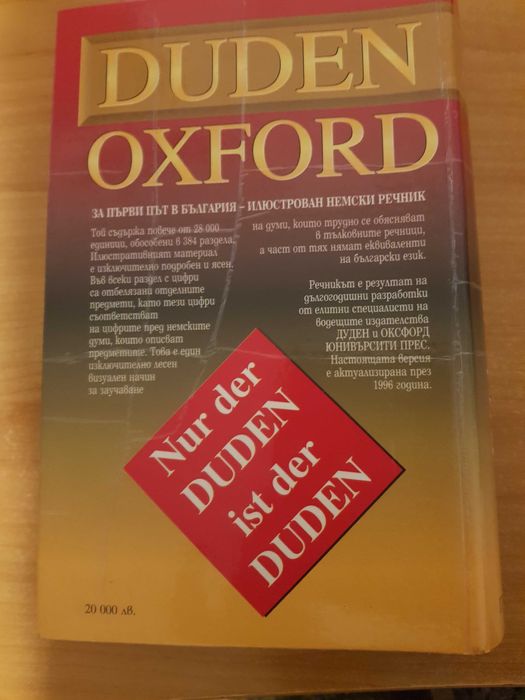 DUDEN
OXFORD
ЗА ПЪРВИ ПЪТ В БЪЛГАРИЯ – ИЛЮСТРОВАН НЕМСКИ РЕЧНИК
Той съдържа повече от 28 000
единици, обособени в 384 раздела.
Илюстративният материал
е изключително подробен и ясен.
Във всеки раздел с цифри
са отбелязани отделните
предмети, като тези цифри
съответстват
на цифрите пред немските
думи, които описват
предметите. Това е един
изключително лесен
визуален начин
за заучаване
на думи, които трудно се обясняват
в тълковните речници,
а част от тях нямат еквиваленти
на български език.
Речникът е резултат на
дългогодишни разработки
от елитни специалисти на
водещите издателства
ДУДЕН и ОКСФОРД
ЮНИВЪРСИТИ ПРЕС.
Настоящата версия
е актуализирана през
1996 година.
Nur der
DUDEN
ist der
DUDEN
20 000 лв.